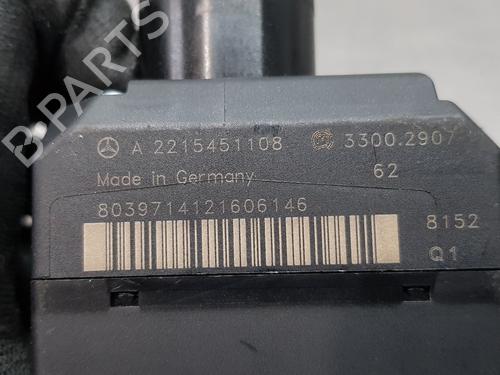 B-PARTS
A 2215451108 3300.2907
Made in Germany 62
8039714121606146
8152
Q1